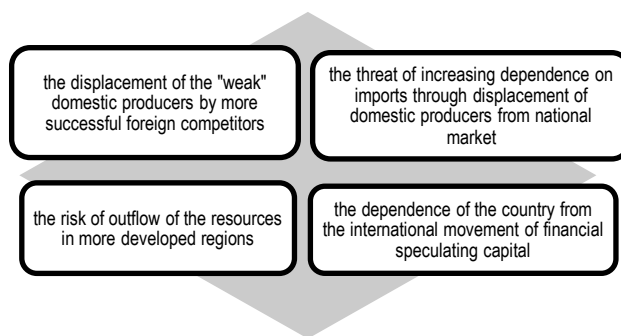 the displacement of the "weak"
domestic producers by more
successful foreign competitors
the threat of increasing dependence on
imports through displacement of
domestic producers from national
market
the risk of outflow of the resources
in more developed regions
the dependence of the country from
the international movement of financial
speculating capital